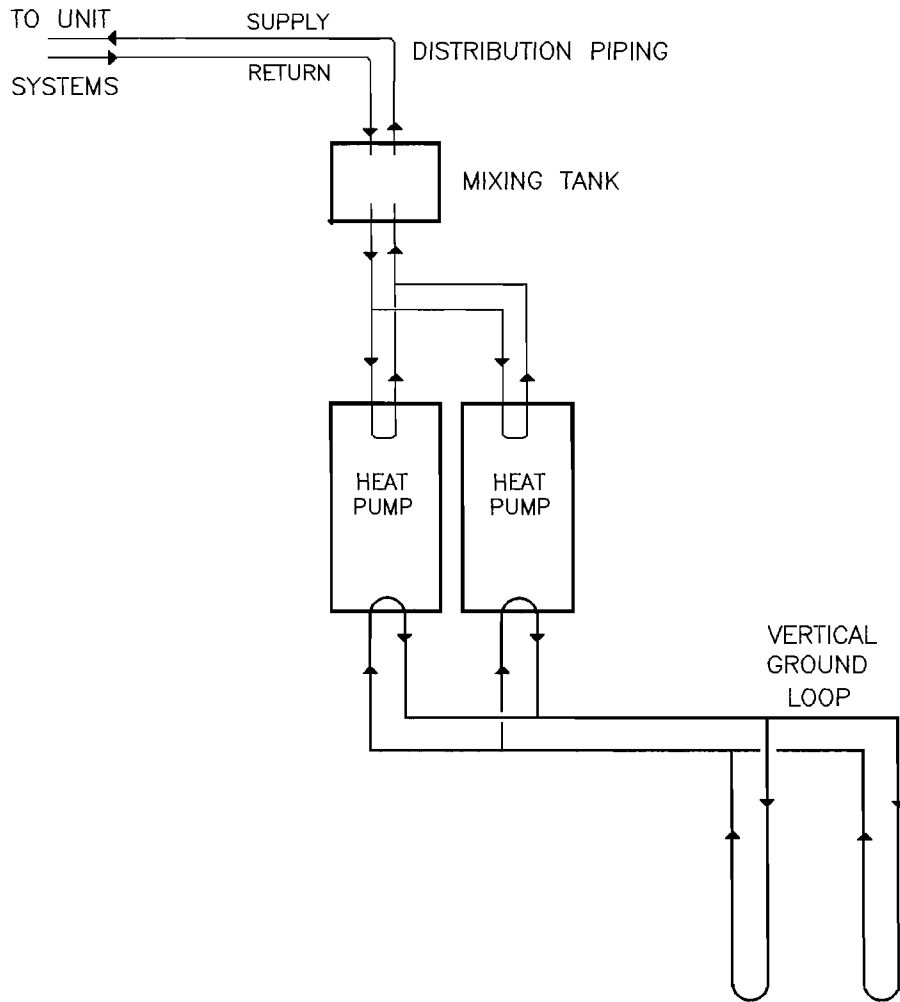 TO UNIT
SUPPLY
DISTRIBUTION PIPING
RETURN
SYSTEMS
MIXING TANK
HEAT
PUMP
HEAT
PUMP
VERTICAL
GROUND
LOOP